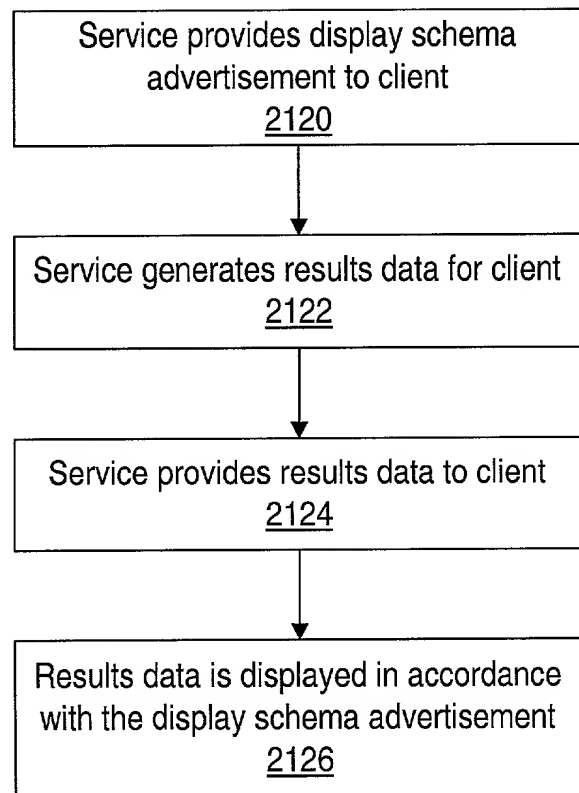 Service provides display schema
advertisement to client
2120
Service generates results data for client
2122
Service provides results data to client
2124
Results data is displayed in accordance
with the display schema advertisement
2126